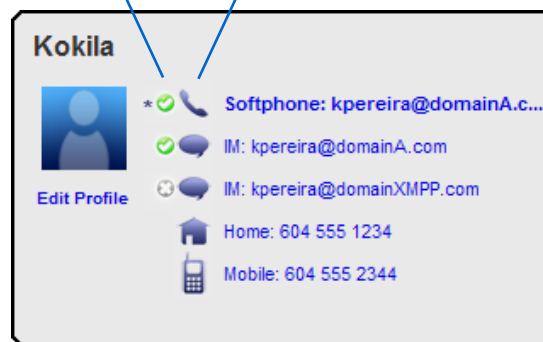 Kokila
* Softphone: kpereira@domainA.c...
IM: kpereira@domainA.com
IM: kpereira@domainXMPP.com
Edit Profile
Home: 604 555 1234
Mobile: 604 555 2344